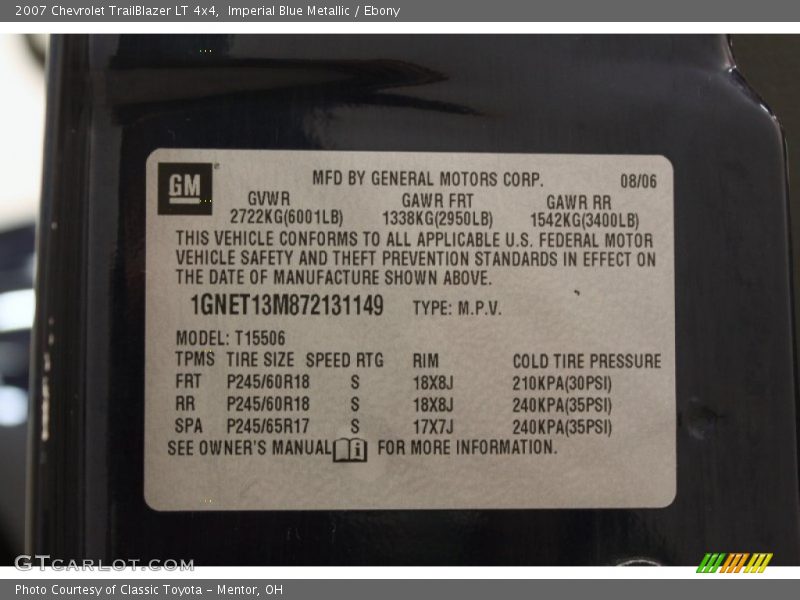 2007 Chevrolet TrailBlazer LT 4x4, Imperial Blue Metallic / Ebony
GM
MFD BY GENERAL MOTORS CORP. 08/06
GVWR GAWR FRT GAWR RR
2722KG(6001LB) 1338KG(2950LB) 1542KG(3400LB)
THIS VEHICLE CONFORMS TO ALL APPLICABLE U.S. FEDERAL MOTOR
VEHICLE SAFETY AND THEFT PREVENTION STANDARDS IN EFFECT ON
THE DATE OF MANUFACTURE SHOWN ABOVE.
1GNET13M872131149 TYPE: M.P.V.
MODEL: T15506
TPMS TIRE SIZE SPEED RTG RIM COLD TIRE PRESSURE
FRT P245/60R18 S 18X8J 210KPA(30PSI)
RR P245/60R18 S 18X8J 240KPA(35PSI)
SPA P245/65R17 S 17X7J 240KPA(35PSI)
SEE OWNER'S MANUAL i FOR MORE INFORMATION.
GTCARLOT.COM
Photo Courtesy of Classic Toyota - Mentor, OH